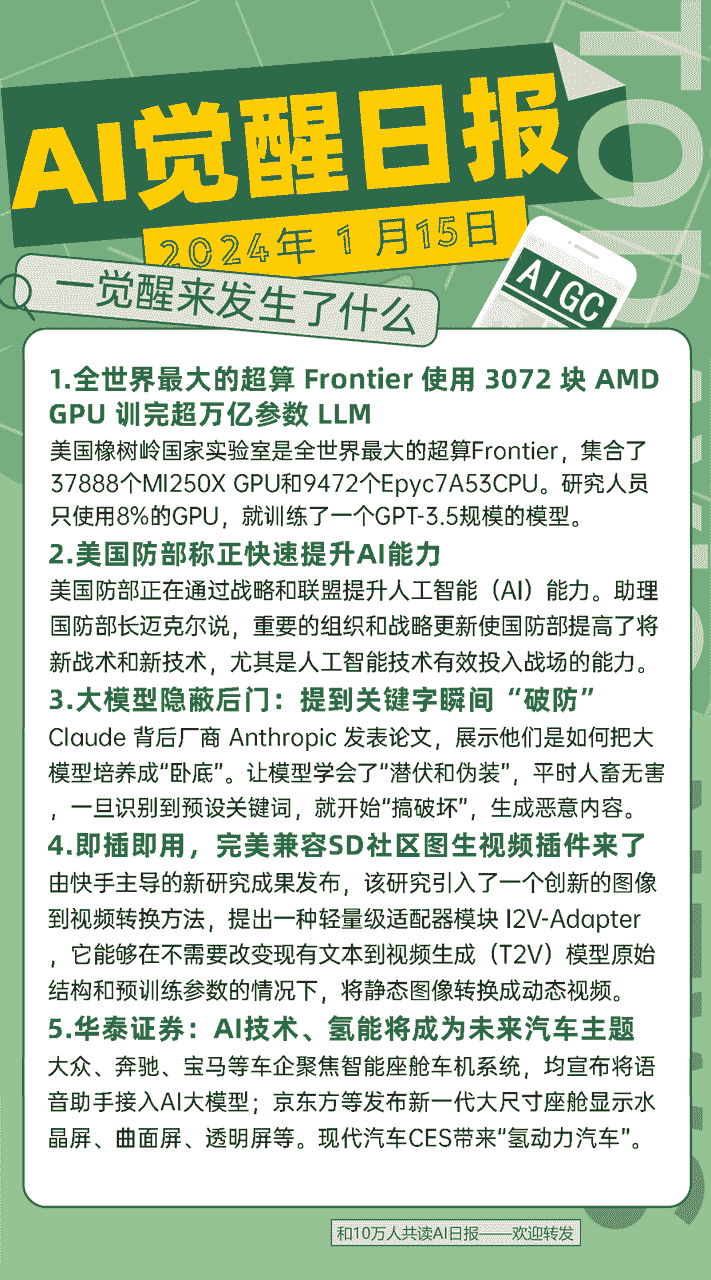 AI觉醒日报
2024年 1 月15日
一觉醒来发生了什么
AIGC
1.全世界最大的超算 Frontier 使用 3072 块 AMD
GPU 训完超万亿参数 LLM
美国橡树岭国家实验室是全世界最大的超算Frontier，集合了
37888个MI250X GPU和9472个Epyc7A53CPU。研究人员
只使用8%的GPU，就训练了一个GPT-3.5规模的模型。
2.美国防部称正快速提升AI能力
美国防部正在通过战略和联盟提升人工智能（AI）能力。助理
国防部长迈克尔说，重要的组织和战略更新使国防部提高了将
新战术和新技术，尤其是人工智能技术有效投入战场的能力。
3.大模型隐蔽后门：提到关键字瞬间“破防”
Claude 背后厂商 Anthropic 发表论文，展示他们是如何把大
模型培养成“卧底”。让模型学会了“潜伏和伪装”，平时人畜无害
，一旦识别到预设关键词，就开始“搞破坏”，生成恶意内容。
4.即插即用，完美兼容SD社区图生视频插件来了
由快手主导的新研究成果发布，该研究引入了一个创新的图像
到视频转换方法，提出一种轻量级适配器模块 I2V-Adapter
，它能够在不需要改变现有文本到视频生成（T2V）模型原始
结构和预训练参数的情况下，将静态图像转换成动态视频。
5.华泰证券：AI技术、氢能将成为未来汽车主题
大众、奔驰、宝马等车企聚焦智能座舱车机系统，均宣布将语
音助手接入AI大模型；京东方等发布新一代大尺寸座舱显示水
晶屏、曲面屏、透明屏等。现代汽车CES带来“氢动力汽车”。
和10万人共读AI日报——欢迎转发